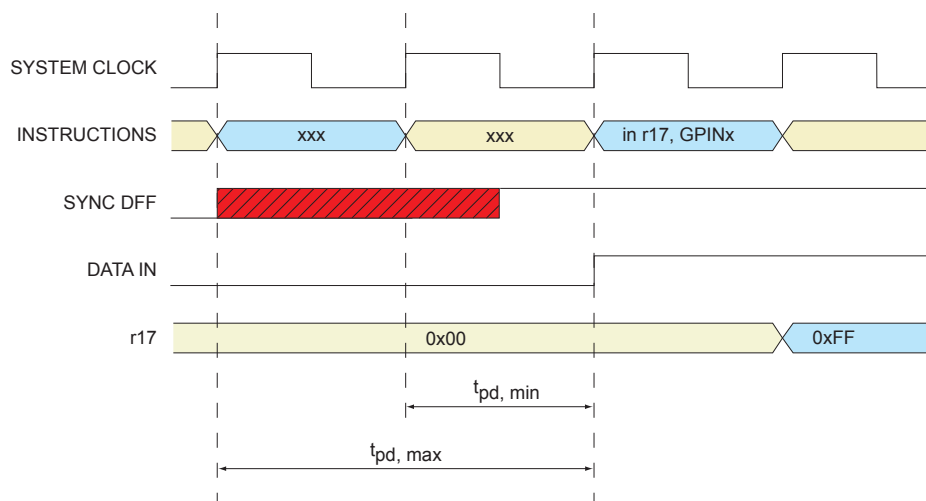 SYSTEM CLOCK
INSTRUCTIONS xxx xxx in r17, GPINx
SYNC DFF
DATA IN
r17 0x00 0xFF
tpd, min
tpd, max